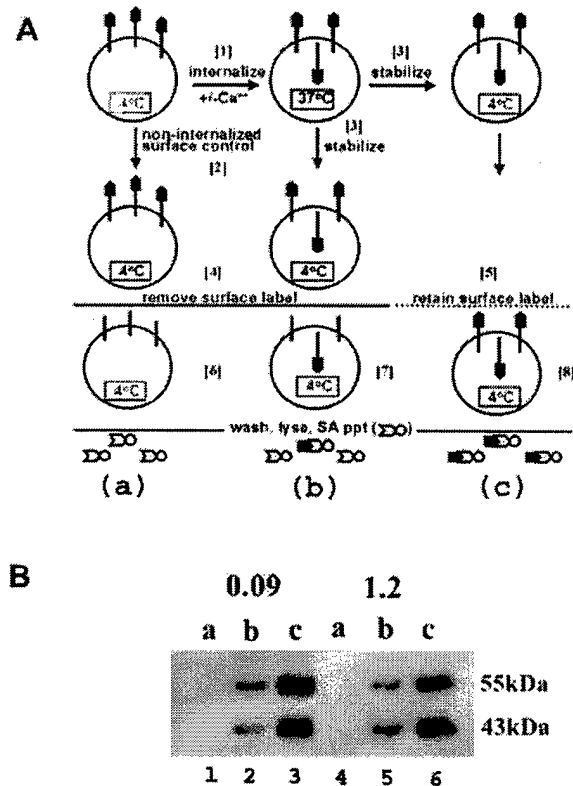 A
[1]
internalize
+/-Ca++
[3]
stabilize
4°C
37°C
4°C
non-internalized
surface control
[2]
[3]
stabilize
4°C
4°C
[4]
remove surface label
[5]
retain surface label
4°C
[6]
4°C
[7]
4°C
[8]
wash, lyse, SA ppt ( )
(a)
(b)
(c)
B
0.09 1.2
a b c a b c
55kDa
43kDa
1 2 3 4 5 6